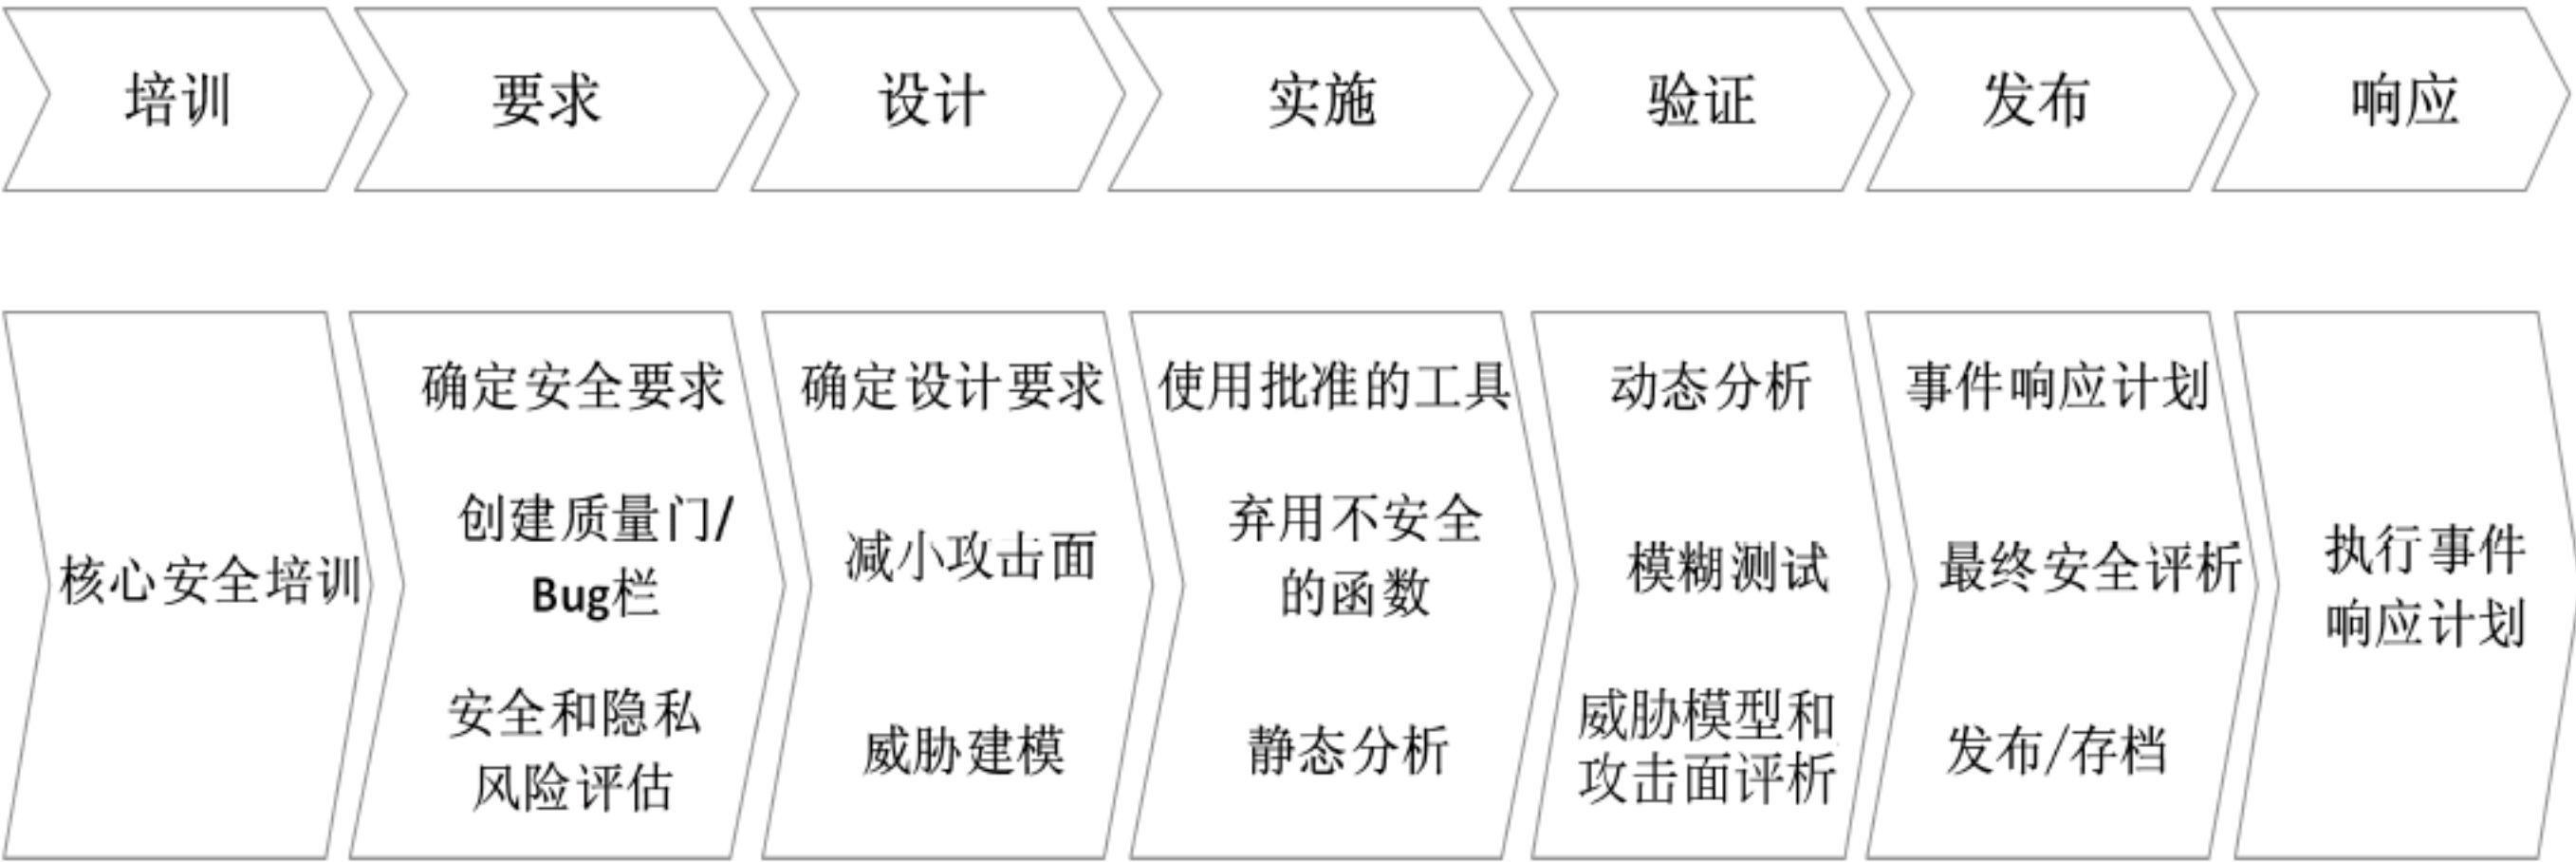 培训
要求
设计
实施
验证
发布
响应
核心安全培训
确定安全要求
创建质量门/
Bug栏
安全和隐私
风险评估
确定设计要求
减小攻击面
威胁建模
使用批准的工具
弃用不安全
的函数
静态分析
动态分析
模糊测试
威胁模型和
攻击面评析
事件响应计划
最终安全评析
发布/存档
执行事件
响应计划